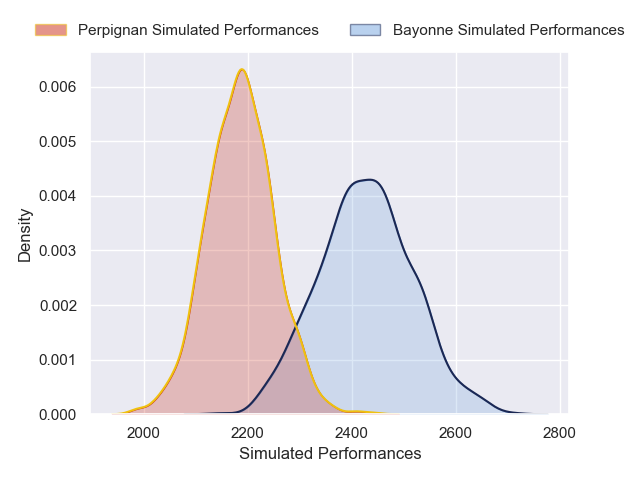 Perpignan Simulated Performances Bayonne Simulated Performances
0.006
0.005
0.004
0.003
0.002
0.001
0.000
Density
2000 2200 2400 2600 2800
Simulated Performances